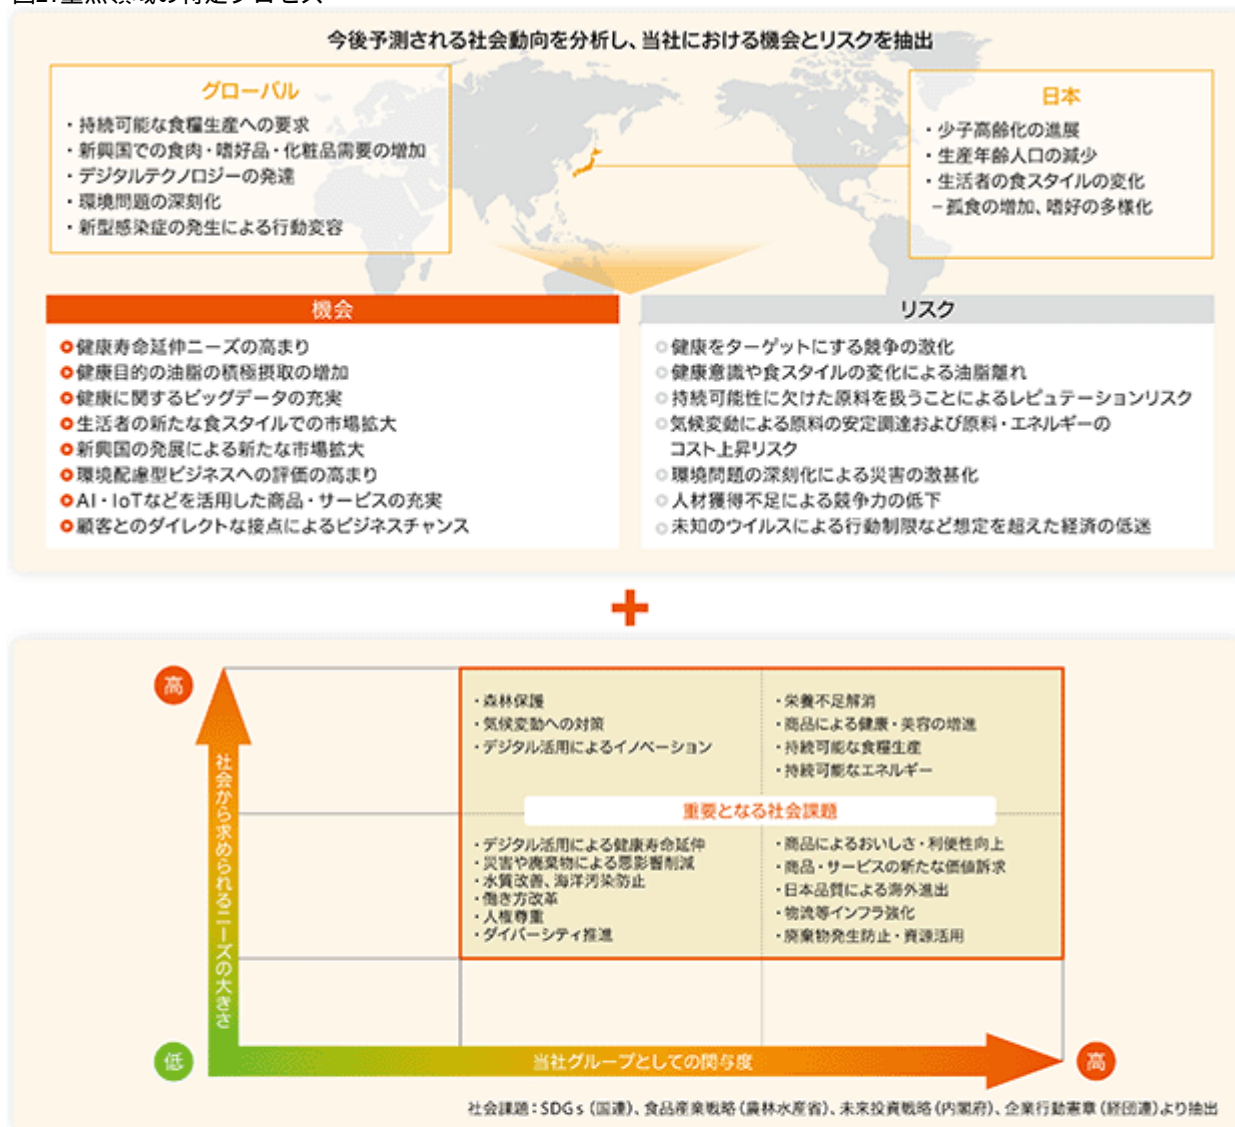 今後予測される社会動向を分析し、当社における機会とリスクを抽出
グローバル
・持続可能な食糧生産への要求
・新興国での食肉・嗜好品・化粧品需要の増加
・デジタルテクノロジーの発達
・環境問題の深刻化
・新型感染症の発生による行動変容
日本
・少子高齢化の進展
・生産年齢人口の減少
・生活者の食スタイルの変化
－孤食の増加、嗜好の多様化
機会
健康寿命延伸ニーズの高まり
健康目的の油脂の積極摂取の増加
健康に関するビッグデータの充実
生活者の新たな食スタイルでの市場拡大
新興国の発展による新たな市場拡大
環境配慮型ビジネスへの評価の高まり
AI・IoTなどを活用した商品・サービスの充実
顧客とのダイレクトな接点によるビジネスチャンス
リスク
健康をターゲットにする競争の激化
健康意識や食スタイルの変化による油脂離れ
持続可能性に欠けた原料を扱うことによるレピュテーションリスク
気候変動による原料の安定調達および原料・エネルギーの
コスト上昇リスク
環境問題の深刻化による災害の激甚化
人材獲得不足による競争力の低下
未知のウイルスによる行動制限など想定を超えた経済の低迷
+
高
社会から求められるニーズの大きさ
・森林保護
・気候変動への対策
・デジタル活用によるイノベーション
・栄養不足解消
・商品による健康・美容の増進
・持続可能な食糧生産
・持続可能なエネルギー
重要となる社会課題
・デジタル活用による健康寿命延伸
・災害や廃棄物による悪影響削減
・水質改善、海洋汚染防止
・働き方改革
・人権尊重
・ダイバーシティ推進
・商品によるおいしさ・利便性向上
・商品・サービスの新たな価値訴求
・日本品質による海外進出
・物流等インフラ強化
・廃棄物発生防止・資源活用
低
当社グループとしての関与度
高
社会課題：SDGs（国連）、食品産業戦略（農林水産省）、未来投資戦略（内閣府）、企業行動憲章（経団連）より抽出